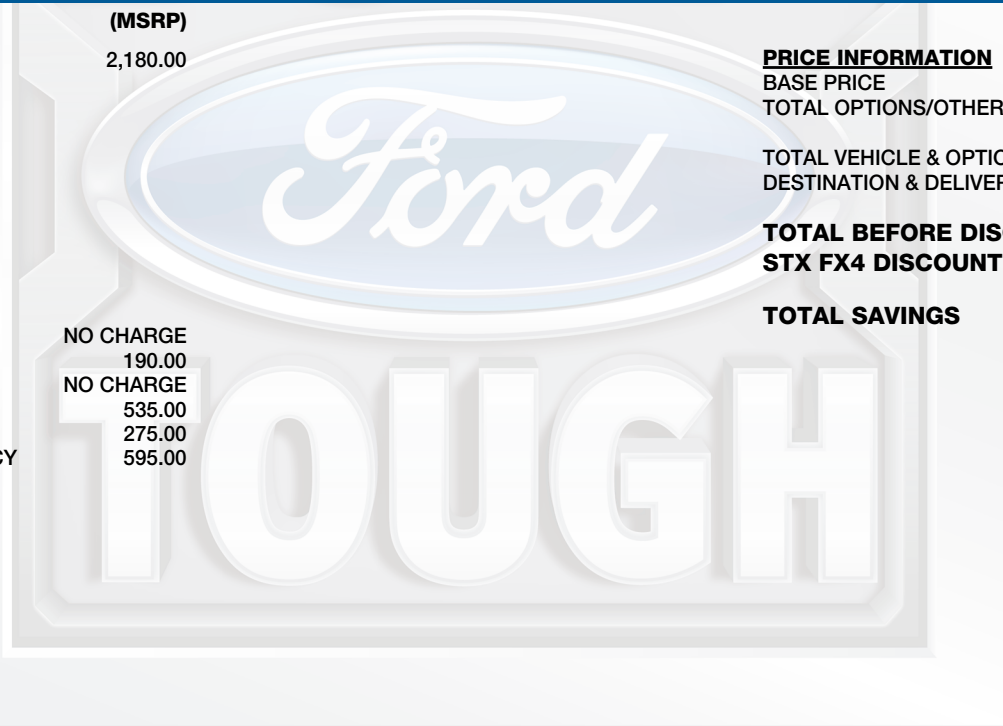 (MSRP)
2,180.00
NO CHARGE
190.00
NO CHARGE
535.00
275.00
CY 595.00
PRICE INFORMATION
BASE PRICE
TOTAL OPTIONS/OTHER
TOTAL VEHICLE & OPTIO
DESTINATION & DELIVER
TOTAL BEFORE DIS
STX FX4 DISCOUNT
TOTAL SAVINGS
Ford
TOUGH